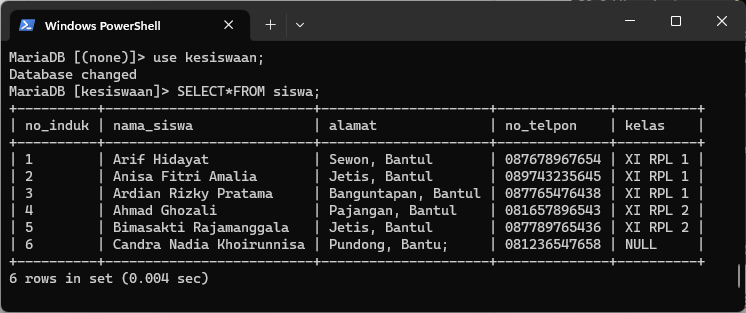 Windows PowerShell
MariaDB [(none)]> use kesiswaan;
Database changed
MariaDB [kesiswaan]> SELECT*FROM siswa;
+----------+--------------------------+---------------------+--------------+----------+
| no_induk | nama_siswa               | alamat              | no_telpon    | kelas    |
+----------+--------------------------+---------------------+--------------+----------+
| 1        | Arif Hidayat             | Sewon, Bantul       | 087678967654 | XI RPL 1 |
| 2        | Anisa Fitri Amalia       | Jetis, Bantul       | 089743235645 | XI RPL 1 |
| 3        | Ardian Rizky Pratama     | Banguntapan, Bantul | 087765476438 | XI RPL 1 |
| 4        | Ahmad Ghozali            | Pajangan, Bantul    | 081657896543 | XI RPL 2 |
| 5        | Bimasakti Rajamanggala   | Jetis, Bantul       | 087789765436 | XI RPL 2 |
| 6        | Candra Nadia Khoirunnisa | Pundong, Bantu;     | 081236547658 | NULL     |
+----------+--------------------------+---------------------+--------------+----------+
6 rows in set (0.004 sec)